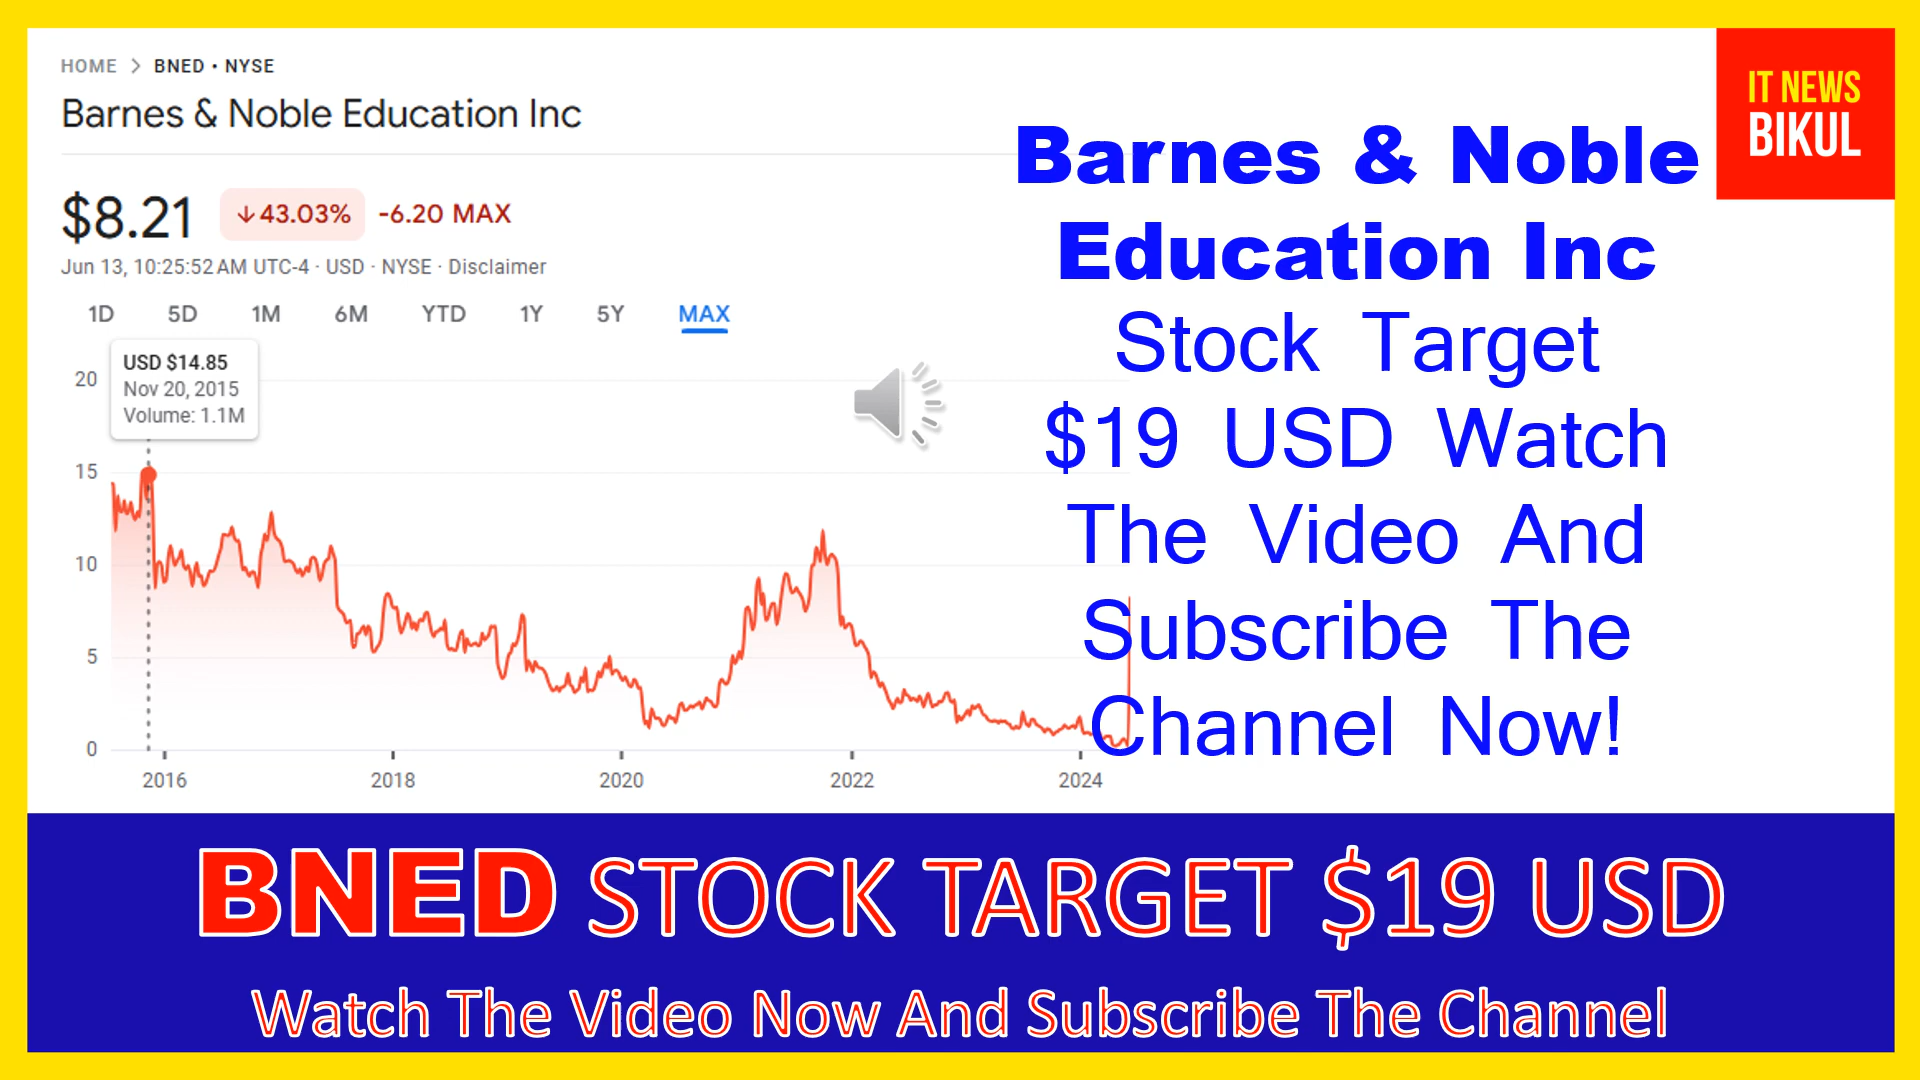 HOME > BNED • NYSE
Barnes & Noble Education Inc
$8.21 ↓43.03% -6.20 MAX
Jun 13, 10:25:52 AM UTC-4 · USD · NYSE · Disclaimer
1D 5D 1M 6M YTD 1Y 5Y MAX
USD $14.85
Nov 20, 2015
Volume: 1.1M
20
15
10
5
0
2016 2018 2020 2022 2024
IT NEWS
BIKUL
Barnes & Noble
Education Inc
Stock Target
$19 USD Watch
The Video And
Subscribe The
Channel Now!
BNED STOCK TARGET $19 USD
Watch The Video Now And Subscribe The Channel